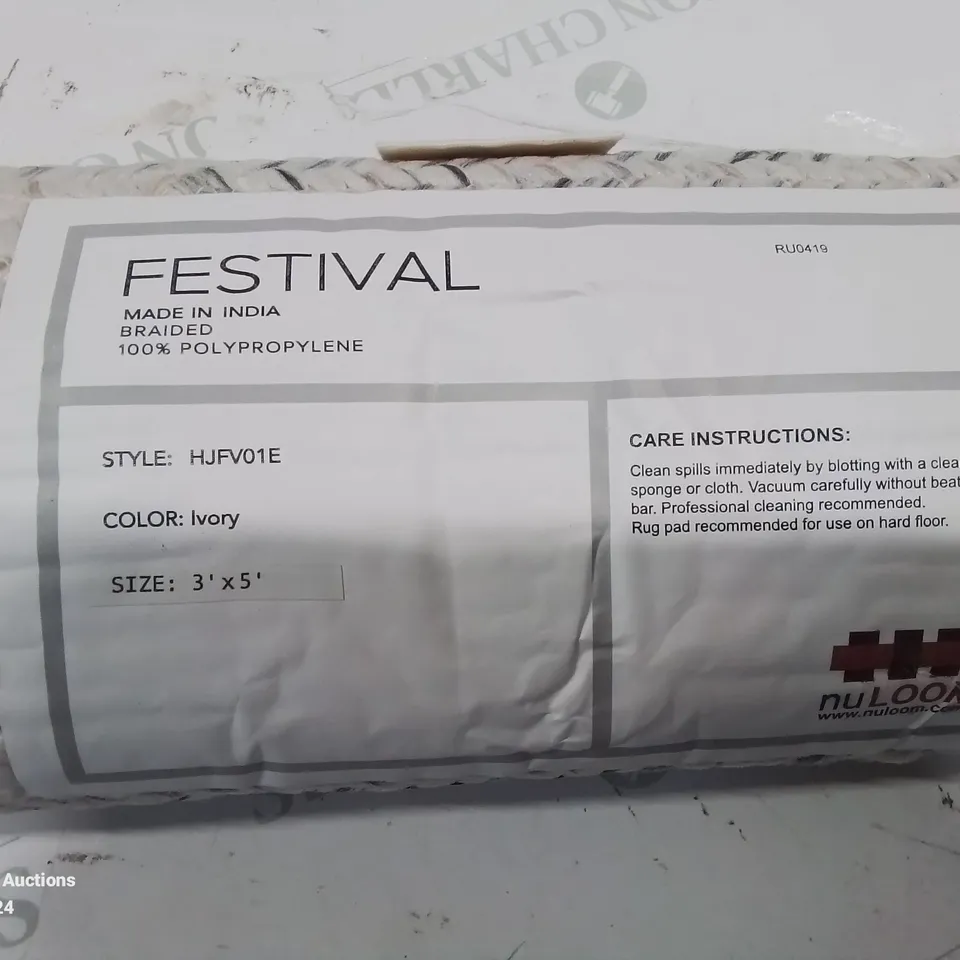 FESTIVAL
RU0419
MADE IN INDIA
BRAIDED
100% POLYPROPYLENE
STYLE: HJFV01E
COLOR: Ivory
SIZE: 3'x5'
CARE INSTRUCTIONS:
Clean spills immediately by blotting with a clea
sponge or cloth. Vacuum carefully without beat
bar. Professional cleaning recommended.
Rug pad recommended for use on hard floor.
nuLOO
www.nuloom.co
Auctions
24